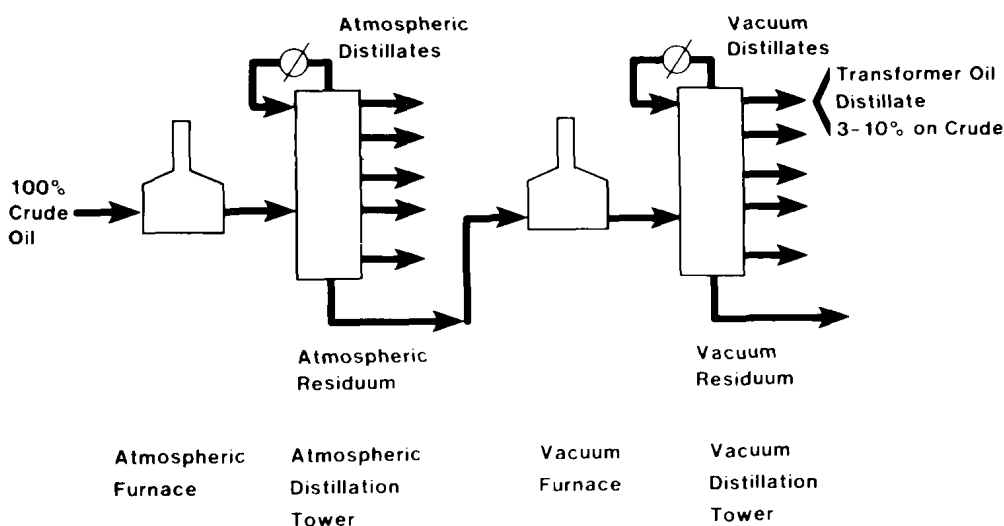 Atmospheric
Distillates
Vacuum
Distillates
Transformer Oil
Distillate
3-10% on Crude
100%
Crude
Oil
Atmospheric
Residuum
Vacuum
Residuum
Atmospheric
Furnace
Atmospheric
Distillation
Tower
Vacuum
Furnace
Vacuum
Distillation
Tower